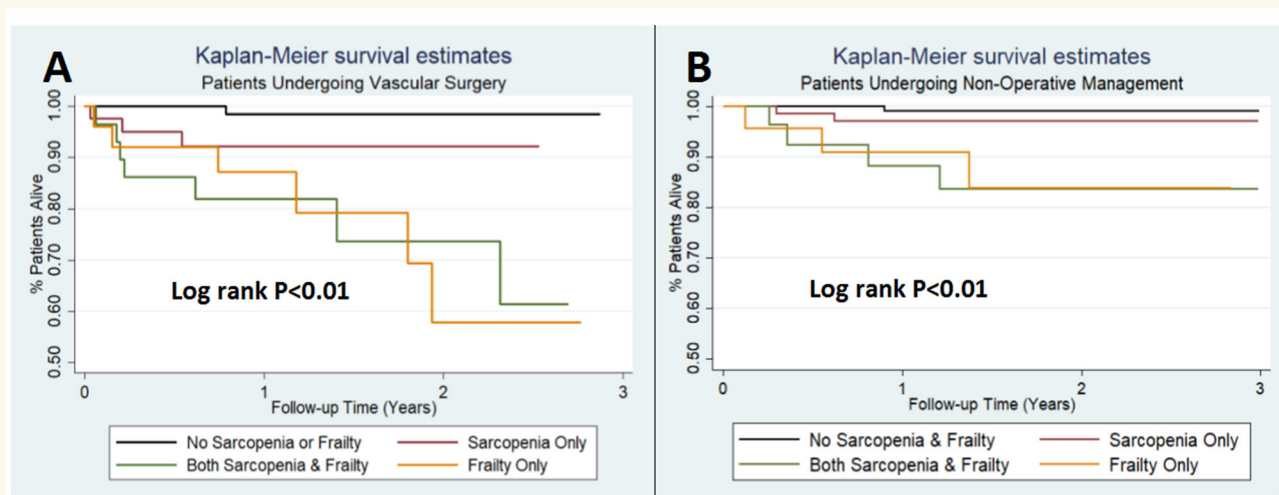 A
Kaplan-Meier survival estimates
Patients Undergoing Vascular Surgery
% Patients Alive
1.00
0.90
0.80
0.70
0.60
0.50
Log rank P<0.01
0 1 2 3
Follow-up Time (Years)
No Sarcopenia or Frailty Sarcopenia Only
Both Sarcopenia & Frailty Frailty Only
B
Kaplan-Meier survival estimates
Patients Undergoing Non-Operative Management
% Patients Alive
1.00
0.90
0.80
0.70
0.60
0.50
Log rank P<0.01
0 1 2 3
Follow-up Time (Years)
No Sarcopenia & Frailty Sarcopenia Only
Both Sarcopenia & Frailty Frailty Only